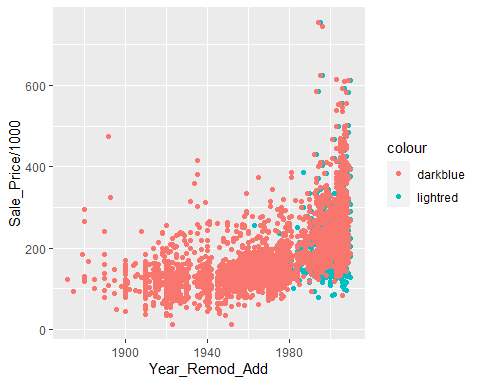 600
400
200
0
Sale_Price/1000
1900
1940
1980
Year_Remod_Add
colour
darkblue
lightred